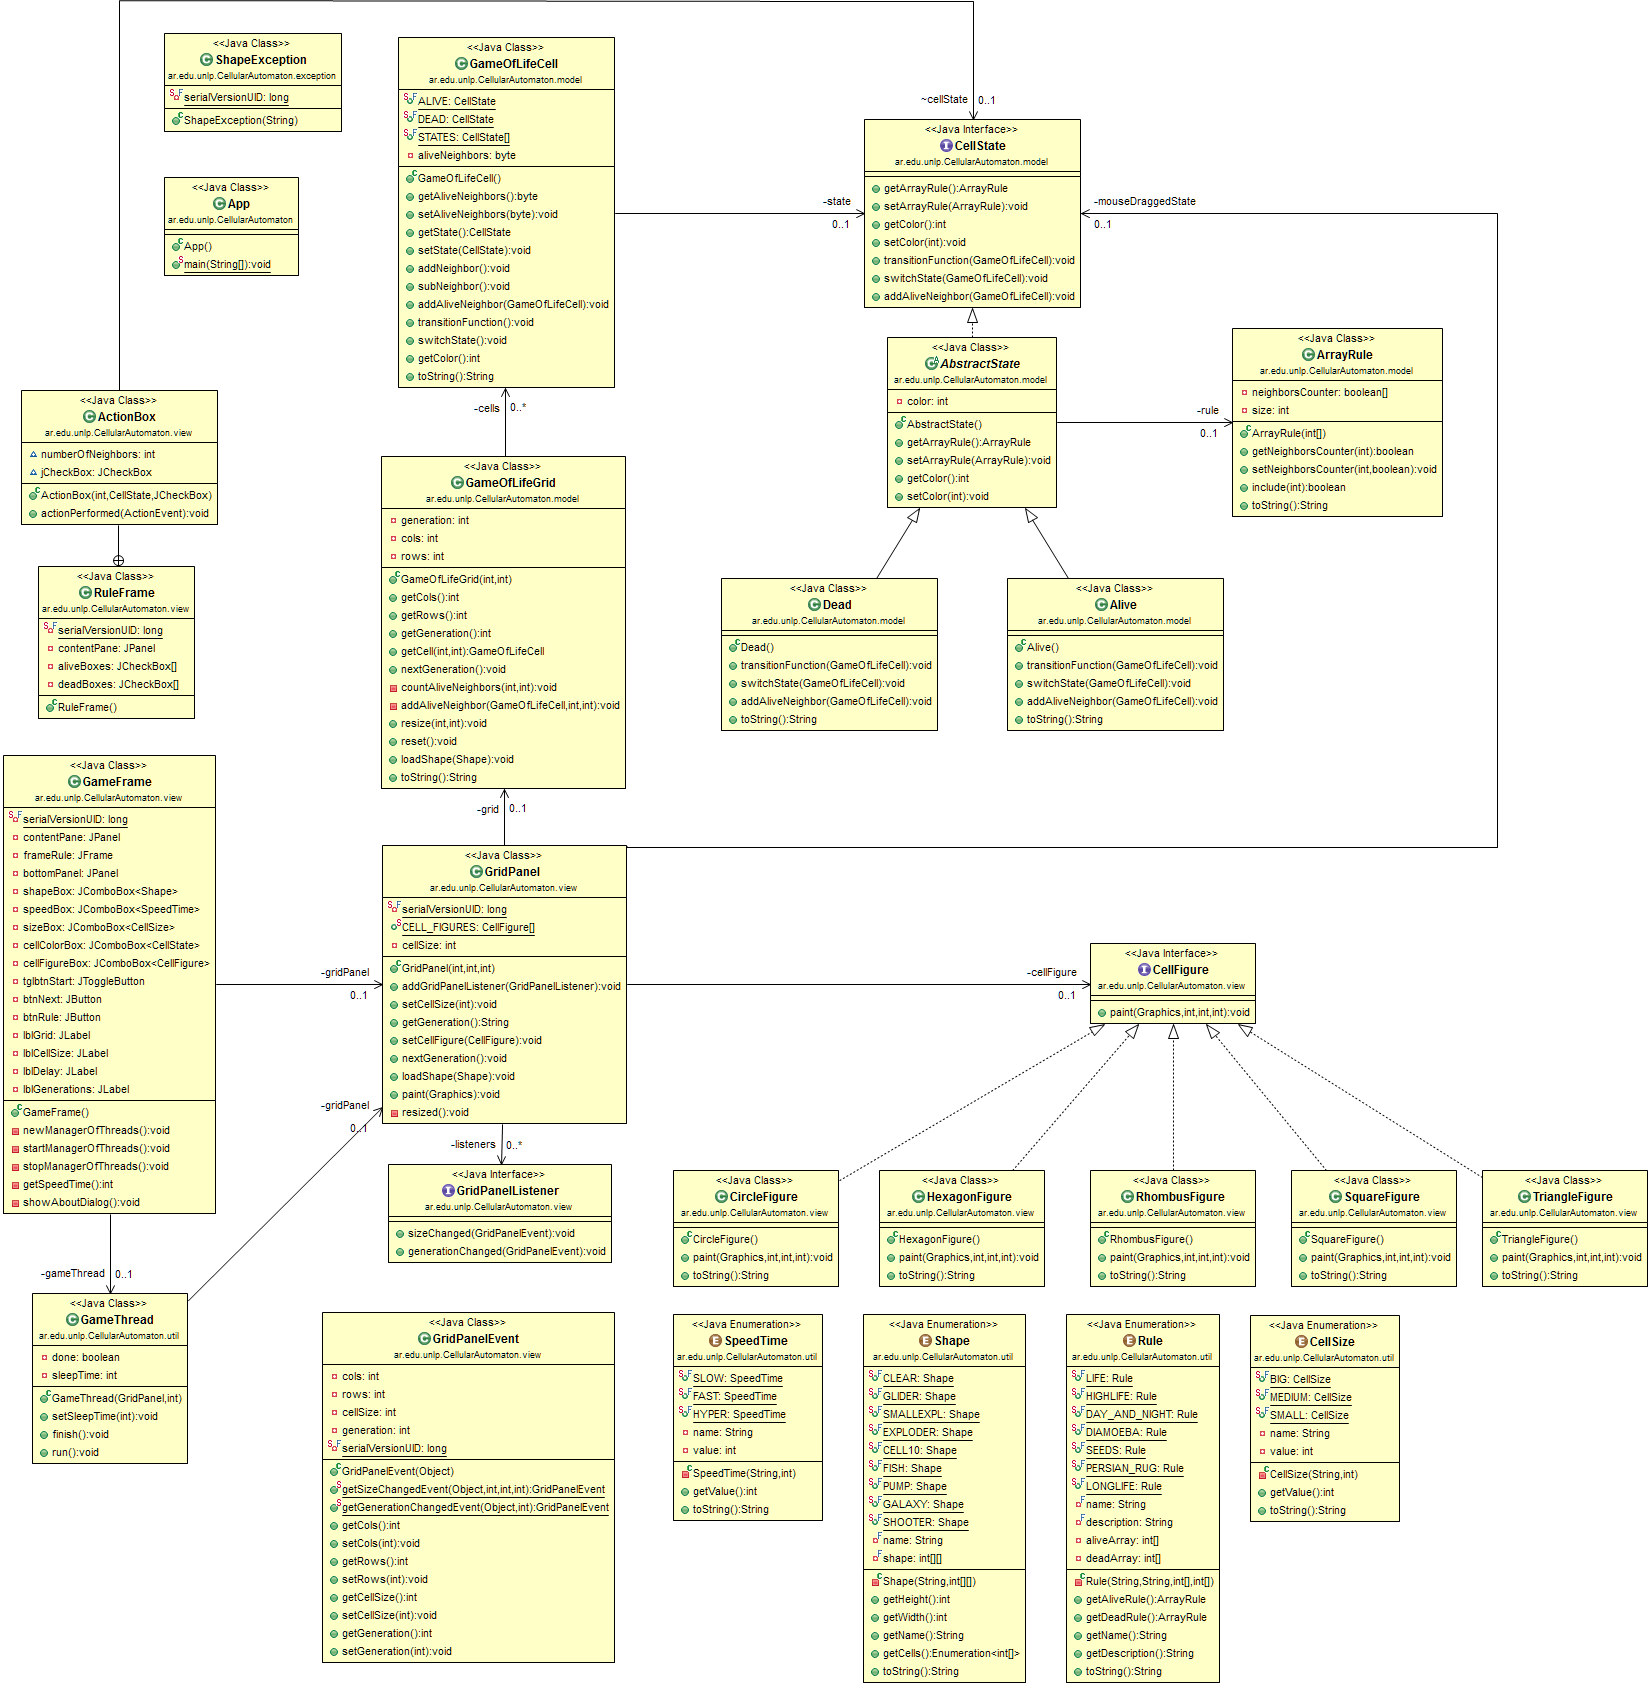 <<Java Class>>
ShapeException
ar.edu.unlp.CellularAutomaton.exception
serialVersionUID: long
ShapeException(String)
<<Java Class>>
App
ar.edu.unlp.CellularAutomaton
App()
main(String[]):void
<<Java Class>>
GameOfLifeCell
ar.edu.unlp.CellularAutomaton.model
ALIVE: CellState
DEAD: CellState
STATES: CellState[]
aliveNeighbors: byte
GameOfLifeCell()
getAliveNeighbors():byte
setAliveNeighbors(byte):void
getState():CellState
setState(CellState):void
addNeighbor():void
subNeighbor():void
addAliveNeighbor(GameOfLifeCell):void
transitionFunction():void
switchState():void
getColor():int
toString():String
~cellState
0..1
<<Java Interface>>
CellState
ar.edu.unlp.CellularAutomaton.model
getArrayRule():ArrayRule
setArrayRule(ArrayRule):void
getColor():int
setColor(int):void
transitionFunction(GameOfLifeCell):void
switchState(GameOfLifeCell):void
addAliveNeighbor(GameOfLifeCell):void
-state
0..1
-mouseDraggedState
0..1
<<Java Class>>
AbstractState
ar.edu.unlp.CellularAutomaton.model
color: int
AbstractState()
getArrayRule():ArrayRule
setArrayRule(ArrayRule):void
getColor():int
setColor(int):void
-rule
0..1
<<Java Class>>
ArrayRule
ar.edu.unlp.CellularAutomaton.model
neighborsCounter: boolean[]
size: int
ArrayRule(int[])
getNeighborsCounter(int):boolean
setNeighborsCounter(int,boolean):void
include(int):boolean
toString():String
<<Java Class>>
ActionBox
ar.edu.unlp.CellularAutomaton.view
numberOfNeighbors: int
jCheckBox: JCheckBox
ActionBox(int,CellState,JCheckBox)
actionPerformed(ActionEvent):void
-cells
0..*
<<Java Class>>
GameOfLifeGrid
ar.edu.unlp.CellularAutomaton.model
generation: int
cols: int
rows: int
GameOfLifeGrid(int,int)
getCols():int
getRows():int
getGeneration():int
getCell(int,int):GameOfLifeCell
nextGeneration():void
countAliveNeighbors(int,int):void
addAliveNeighbor(GameOfLifeCell,int,int):void
resize(int,int):void
reset():void
loadShape(Shape):void
toString():String
<<Java Class>>
RuleFrame
ar.edu.unlp.CellularAutomaton.view
serialVersionUID: long
contentPane: JPanel
aliveBoxes: JCheckBox[]
deadBoxes: JCheckBox[]
RuleFrame()
<<Java Class>>
Dead
ar.edu.unlp.CellularAutomaton.model
Dead()
transitionFunction(GameOfLifeCell):void
switchState(GameOfLifeCell):void
addAliveNeighbor(GameOfLifeCell):void
toString():String
<<Java Class>>
Alive
ar.edu.unlp.CellularAutomaton.model
Alive()
transitionFunction(GameOfLifeCell):void
switchState(GameOfLifeCell):void
addAliveNeighbor(GameOfLifeCell):void
toString():String
<<Java Class>>
GameFrame
ar.edu.unlp.CellularAutomaton.view
serialVersionUID: long
contentPane: JPanel
frameRule: JFrame
bottomPanel: JPanel
shapeBox: JComboBox<Shape>
speedBox: JComboBox<SpeedTime>
sizeBox: JComboBox<CellSize>
cellColorBox: JComboBox<CellState>
cellFigureBox: JComboBox<CellFigure>
tglbtnStart: JToggleButton
btnNext: JButton
btnRule: JButton
lblGrid: JLabel
lblCellSize: JLabel
lblDelay: JLabel
lblGenerations: JLabel
GameFrame()
newManagerOfThreads():void
startManagerOfThreads():void
stopManagerOfThreads():void
getSpeedTime():int
showAboutDialog():void
-grid
0..1
<<Java Class>>
GridPanel
ar.edu.unlp.CellularAutomaton.view
serialVersionUID: long
CELL_FIGURES: CellFigure[]
cellSize: int
GridPanel(int,int,int)
addGridPanelListener(GridPanelListener):void
setCellSize(int):void
getGeneration():String
setCellFigure(CellFigure):void
nextGeneration():void
loadShape(Shape):void
paint(Graphics):void
resized():void
-gridPanel
0..1
-gridPanel
0..1
-cellFigure
0..1
<<Java Interface>>
CellFigure
ar.edu.unlp.CellularAutomaton.view
paint(Graphics,int,int,int):void
-listeners
0..*
<<Java Interface>>
GridPanelListener
ar.edu.unlp.CellularAutomaton.view
sizeChanged(GridPanelEvent):void
generationChanged(GridPanelEvent):void
<<Java Class>>
CircleFigure
ar.edu.unlp.CellularAutomaton.view
CircleFigure()
paint(Graphics,int,int,int):void
toString():String
<<Java Class>>
HexagonFigure
ar.edu.unlp.CellularAutomaton.view
HexagonFigure()
paint(Graphics,int,int,int):void
toString():String
<<Java Class>>
RhombusFigure
ar.edu.unlp.CellularAutomaton.view
RhombusFigure()
paint(Graphics,int,int,int):void
toString():String
<<Java Class>>
SquareFigure
ar.edu.unlp.CellularAutomaton.view
SquareFigure()
paint(Graphics,int,int,int):void
toString():String
<<Java Class>>
TriangleFigure
ar.edu.unlp.CellularAutomaton.view
TriangleFigure()
paint(Graphics,int,int,int):void
toString():String
-gameThread
0..1
<<Java Class>>
GameThread
ar.edu.unlp.CellularAutomaton.util
done: boolean
sleepTime: int
GameThread(GridPanel,int)
setSleepTime(int):void
finish():void
run():void
<<Java Class>>
GridPanelEvent
ar.edu.unlp.CellularAutomaton.view
cols: int
rows: int
cellSize: int
generation: int
serialVersionUID: long
GridPanelEvent(Object)
getSizeChangedEvent(Object,int,int,int):GridPanelEvent
getGenerationChangedEvent(Object,int):GridPanelEvent
getCols():int
setCols(int):void
getRows():int
setRows(int):void
getCellSize():int
setCellSize(int):void
getGeneration():int
setGeneration(int):void
<<Java Enumeration>>
SpeedTime
ar.edu.unlp.CellularAutomaton.util
SLOW: SpeedTime
FAST: SpeedTime
HYPER: SpeedTime
name: String
value: int
SpeedTime(String,int)
getValue():int
toString():String
<<Java Enumeration>>
Shape
ar.edu.unlp.CellularAutomaton.util
CLEAR: Shape
GLIDER: Shape
SMALLEXPL: Shape
EXPLODER: Shape
CELL10: Shape
FISH: Shape
PUMP: Shape
GALAXY: Shape
SHOOTER: Shape
name: String
shape: int[][]
Shape(String,int[][])
getHeight():int
getWidth():int
getName():String
getCells():Enumeration<int[]>
toString():String
<<Java Enumeration>>
Rule
ar.edu.unlp.CellularAutomaton.util
LIFE: Rule
HIGHLIFE: Rule
DAY_AND_NIGHT: Rule
DIAMOEBA: Rule
SEEDS: Rule
PERSIAN_RUG: Rule
LONGLIFE: Rule
name: String
description: String
aliveArray: int[]
deadArray: int[]
Rule(String,String,int[],int[])
getAliveRule():ArrayRule
getDeadRule():ArrayRule
getName():String
getDescription():String
toString():String
<<Java Enumeration>>
CellSize
ar.edu.unlp.CellularAutomaton.util
BIG: CellSize
MEDIUM: CellSize
SMALL: CellSize
name: String
value: int
CellSize(String,int)
getValue():int
toString():String